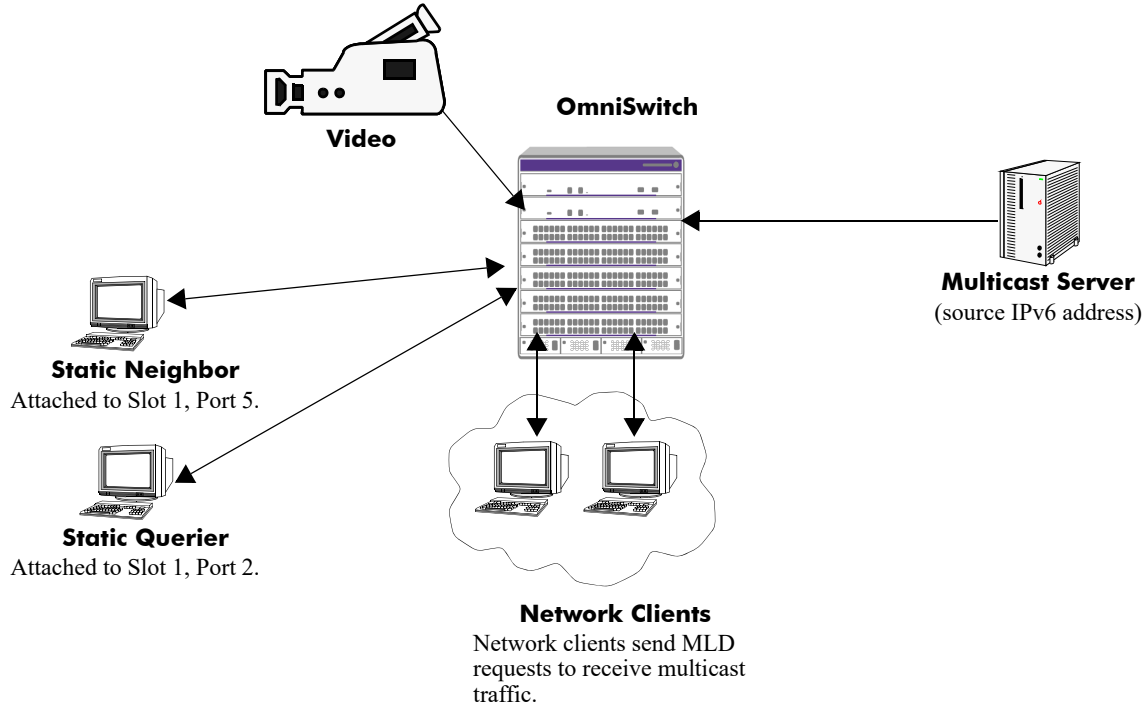 OmniSwitch
Video
Multicast Server
(source IPv6 address)
Static Neighbor
Attached to Slot 1, Port 5.
Static Querier
Attached to Slot 1, Port 2.
Network Clients
Network clients send MLD
requests to receive multicast
traffic.